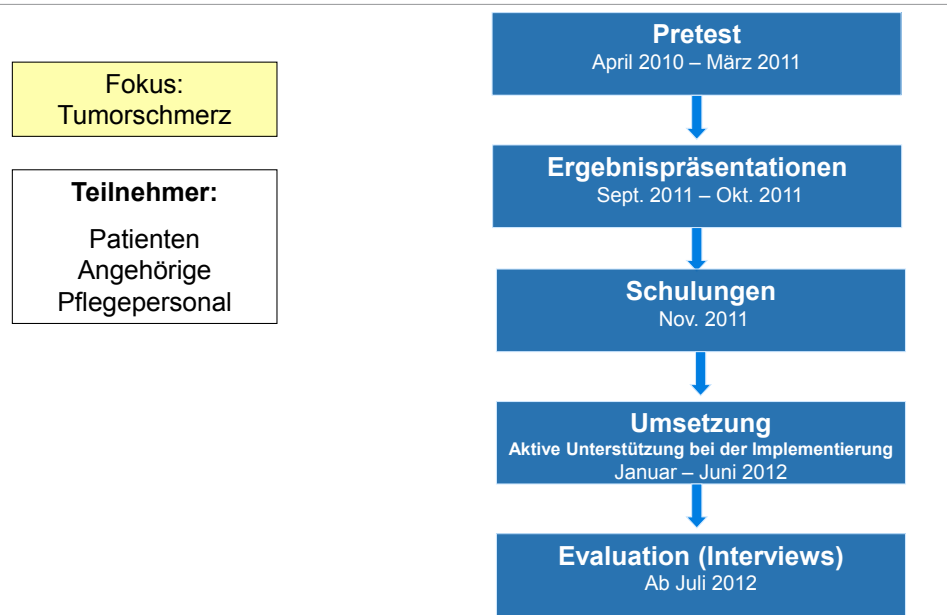 Fokus:
Tumorschmerz
Teilnehmer:
Patienten
Angehörige
Pflegepersonal
Pretest
April 2010 – März 2011
Ergebnispräsentationen
Sept. 2011 – Okt. 2011
Schulungen
Nov. 2011
Umsetzung
Aktive Unterstützung bei der Implementierung
Januar – Juni 2012
Evaluation (Interviews)
Ab Juli 2012